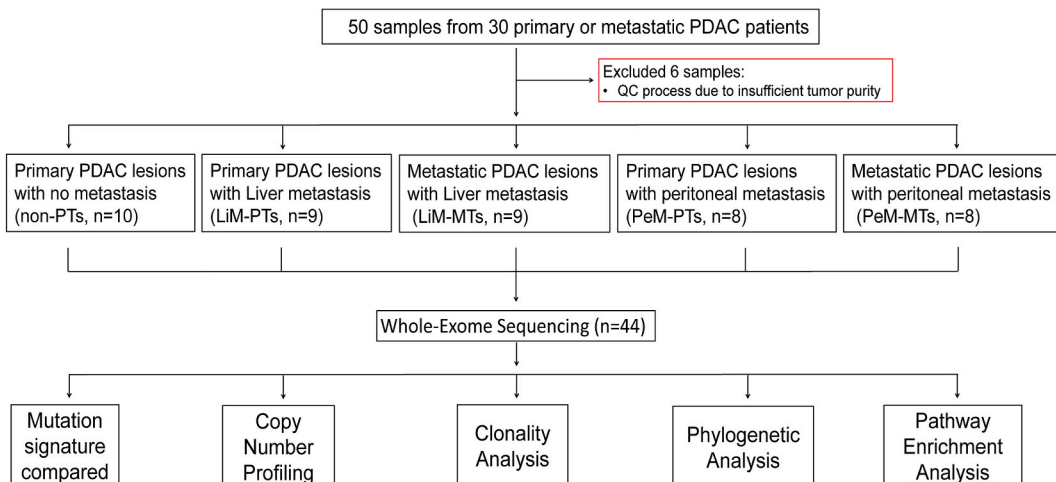 50 samples from 30 primary or metastatic PDAC patients
Excluded 6 samples:
• QC process due to insufficient tumor purity
Primary PDAC lesions
with no metastasis
(non-PTs, n=10)
Primary PDAC lesions
with Liver metastasis
(LiM-PTs, n=9)
Metastatic PDAC lesions
with Liver metastasis
(LiM-MTs, n=9)
Primary PDAC lesions
with peritoneal metastasis
(PeM-PTs, n=8)
Metastatic PDAC lesions
with peritoneal metastasis
(PeM-MTs, n=8)
Whole-Exome Sequencing (n=44)
Mutation
signature
compared
Copy
Number
Profiling
Clonality
Analysis
Phylogenetic
Analysis
Pathway
Enrichment
Analysis